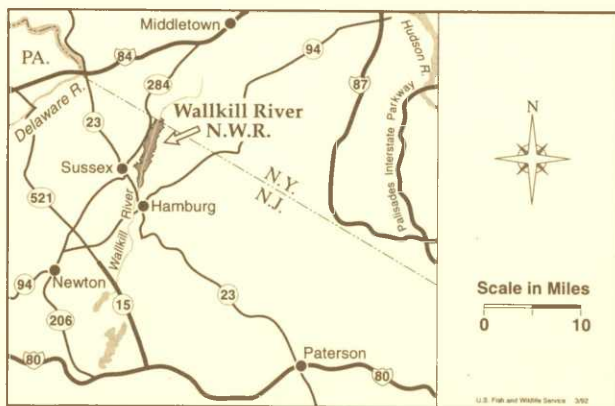 Middletown
PA.
84
94
Hudson R.
284
87
Delaware R.
23
Wallkill River
N.W.R.
Palisades Interstate Parkway
N
Sussex
N.Y.
N.J.
521
Hamburg
Wallkill River
Newton
94
15
23
206
80
Paterson
80
Scale in Miles
0 10
U.S. Fish and Wildlife Service 3/92